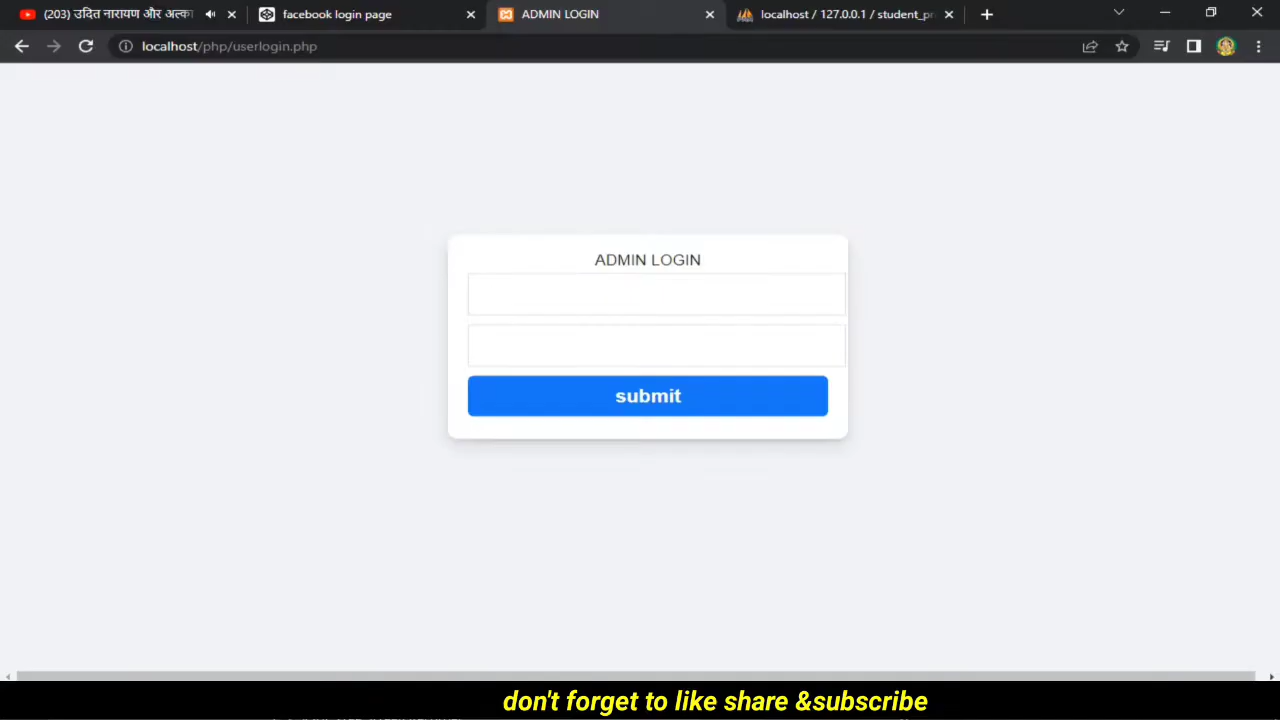 (203) उदित नारायण और अल्का
facebook login page
ADMIN LOGIN
localhost / 127.0.0.1 / student_pr
localhost/php/userlogin.php
ADMIN LOGIN
submit
don't forget to like share &subscribe